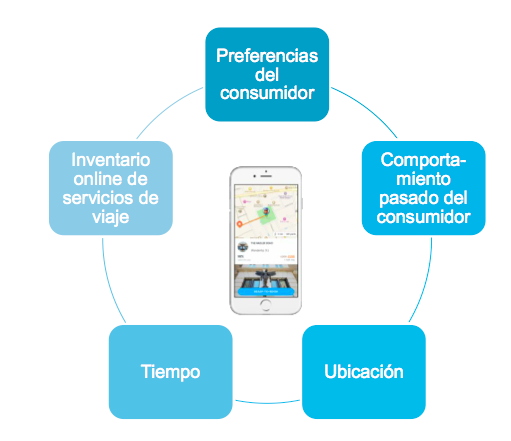 Preferencias
del
consumidor
Inventario
online de
servicios de
viaje
Comporta-
miento
pasado del
consumidor
Tiempo
Ubicación